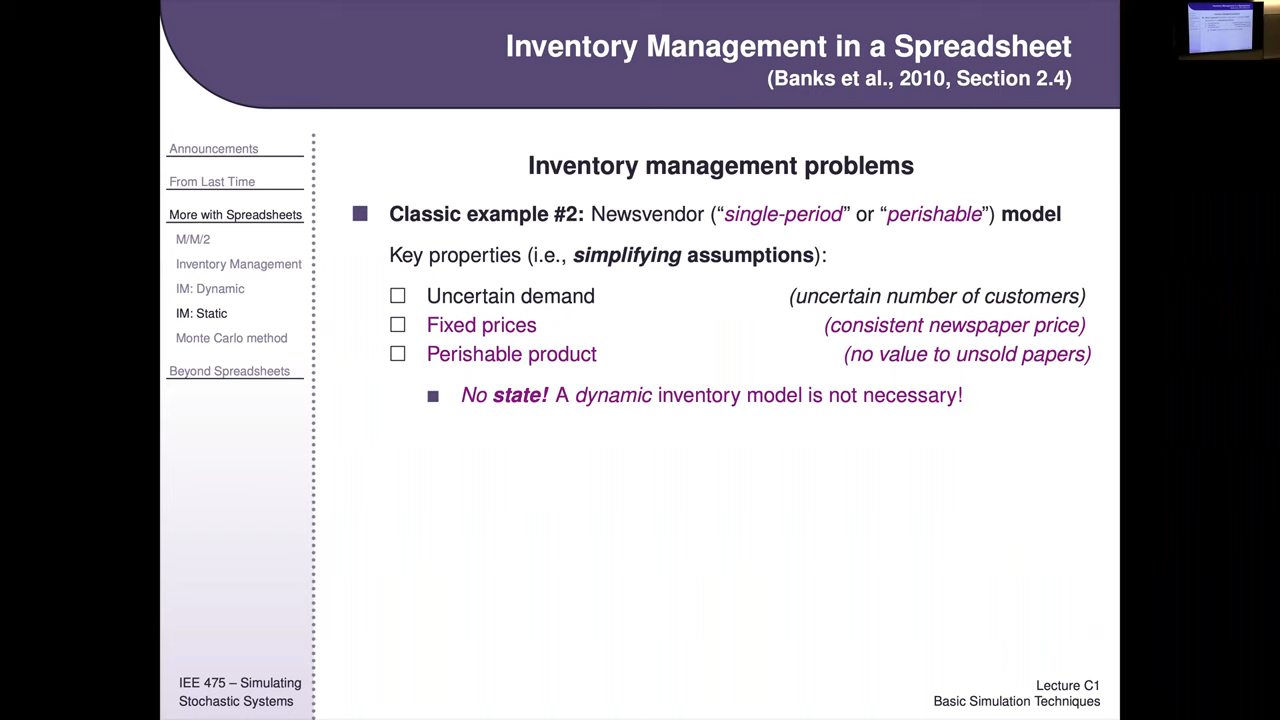 Inventory Management in a Spreadsheet
(Banks et al., 2010, Section 2.4)
Announcements
From Last Time
More with Spreadsheets
M/M/2
Inventory Management
IM: Dynamic
IM: Static
Monte Carlo method
Beyond Spreadsheets
Inventory management problems
Classic example #2: Newsvendor (“single-period” or “perishable”) model
Key properties (i.e., simplifying assumptions):
Uncertain demand (uncertain number of customers)
Fixed prices (consistent newspaper price)
Perishable product (no value to unsold papers)
No state! A dynamic inventory model is not necessary!
IEE 475 – Simulating
Stochastic Systems
Lecture C1
Basic Simulation Techniques